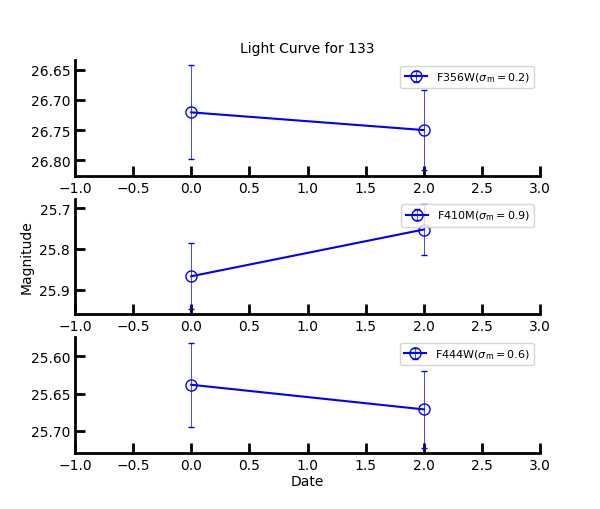 Light Curve for 133
F356W(σm = 0.2)
26.65
26.70
26.75
26.80
−1.0 −0.5 0.0 0.5 1.0 1.5 2.0 2.5 3.0
F410M(σm = 0.9)
25.7
25.8
25.9
Magnitude
−1.0 −0.5 0.0 0.5 1.0 1.5 2.0 2.5 3.0
F444W(σm = 0.6)
25.60
25.65
25.70
−1.0 −0.5 0.0 0.5 1.0 1.5 2.0 2.5 3.0
Date